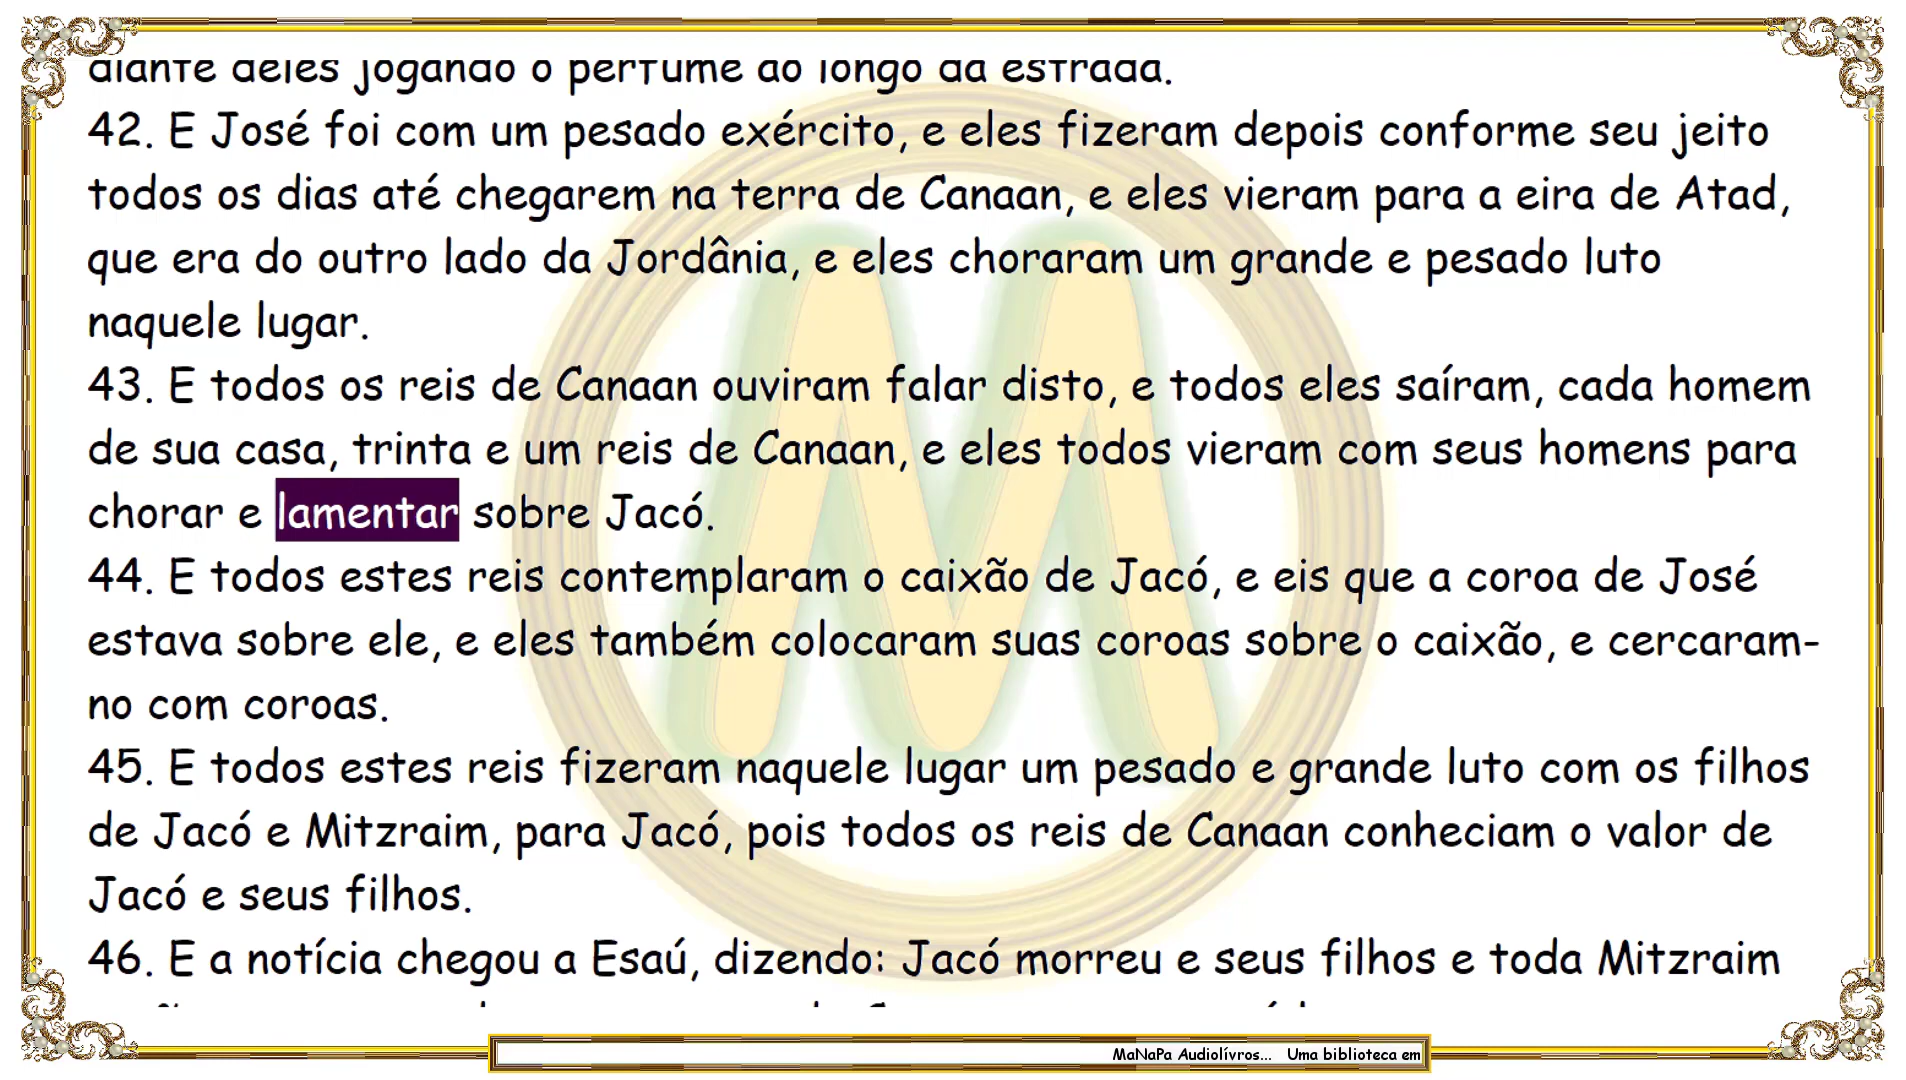 diante deles jogando o perfume ao longo da estrada.
42. E José foi com um pesado exército, e eles fizeram depois conforme seu jeito
todos os dias até chegarem na terra de Canaan, e eles vieram para a eira de Atad,
que era do outro lado da Jordânia, e eles choraram um grande e pesado luto
naquele lugar.
43. E todos os reis de Canaan ouviram falar disto, e todos eles saíram, cada homem
de sua casa, trinta e um reis de Canaan, e eles todos vieram com seus homens para
chorar e lamentar sobre Jacó.
44. E todos estes reis contemplaram o caixão de Jacó, e eis que a coroa de José
estava sobre ele, e eles também colocaram suas coroas sobre o caixão, e cercaram-
no com coroas.
45. E todos estes reis fizeram naquele lugar um pesado e grande luto com os filhos
de Jacó e Mitzraim, para Jacó, pois todos os reis de Canaan conheciam o valor de
Jacó e seus filhos.
46. E a notícia chegou a Esaú, dizendo: Jacó morreu e seus filhos e toda Mitzraim
MaNaPa Audiolívros... Uma biblioteca em